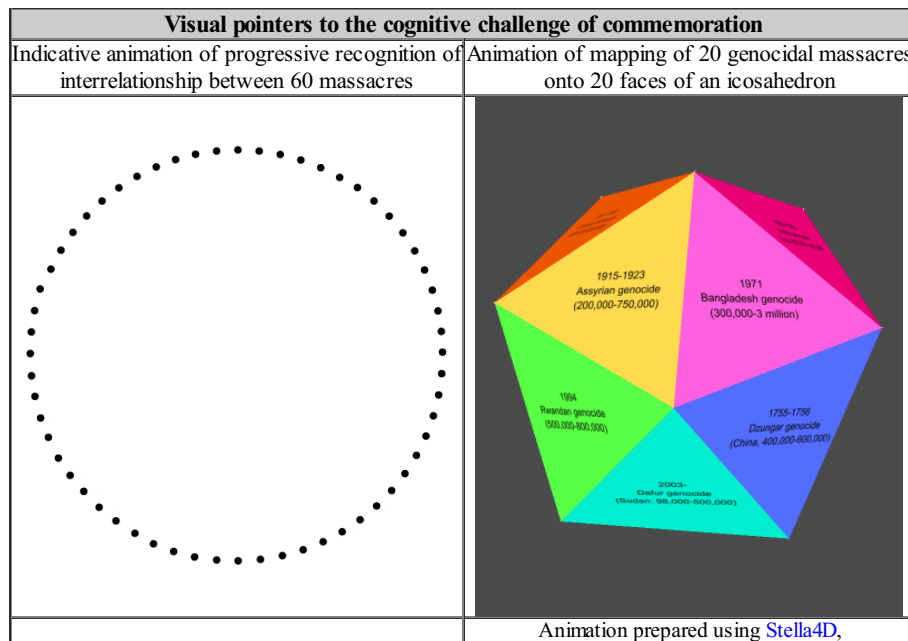 Visual pointers to the cognitive challenge of commemoration
Indicative animation of progressive recognition of
interrelationship between 60 massacres
Animation of mapping of 20 genocidal massacres
onto 20 faces of an icosahedron
1915-1923
Assyrian genocide
(200,000-750,000)
1971
Bangladesh genocide
(300,000-3 million)
1994
Rwandan genocide
(500,000-800,000)
1755-1756
Dzungar genocide
(China, 400,000-600,000)
2003-
Dafur genocide
(Sudan: 98,000-500,000)
Animation prepared using Stella4D,